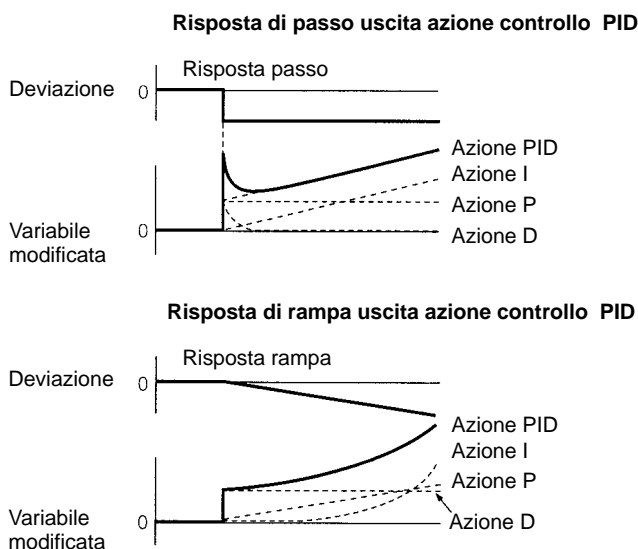 Risposta di passo uscita azione controllo PID
Risposta passo
Deviazione
0
Azione PID
Azione I
Azione P
Azione D
Variabile
modificata
0
Risposta di rampa uscita azione controllo PID
Risposta rampa
Deviazione
0
Azione PID
Azione I
Azione P
Azione D
Variabile
modificata
0